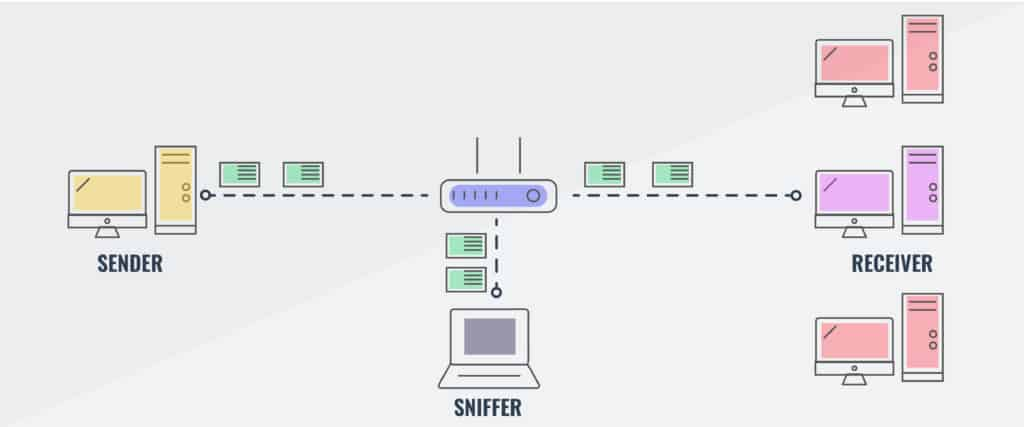 SENDER
RECEIVER
SNIFFER